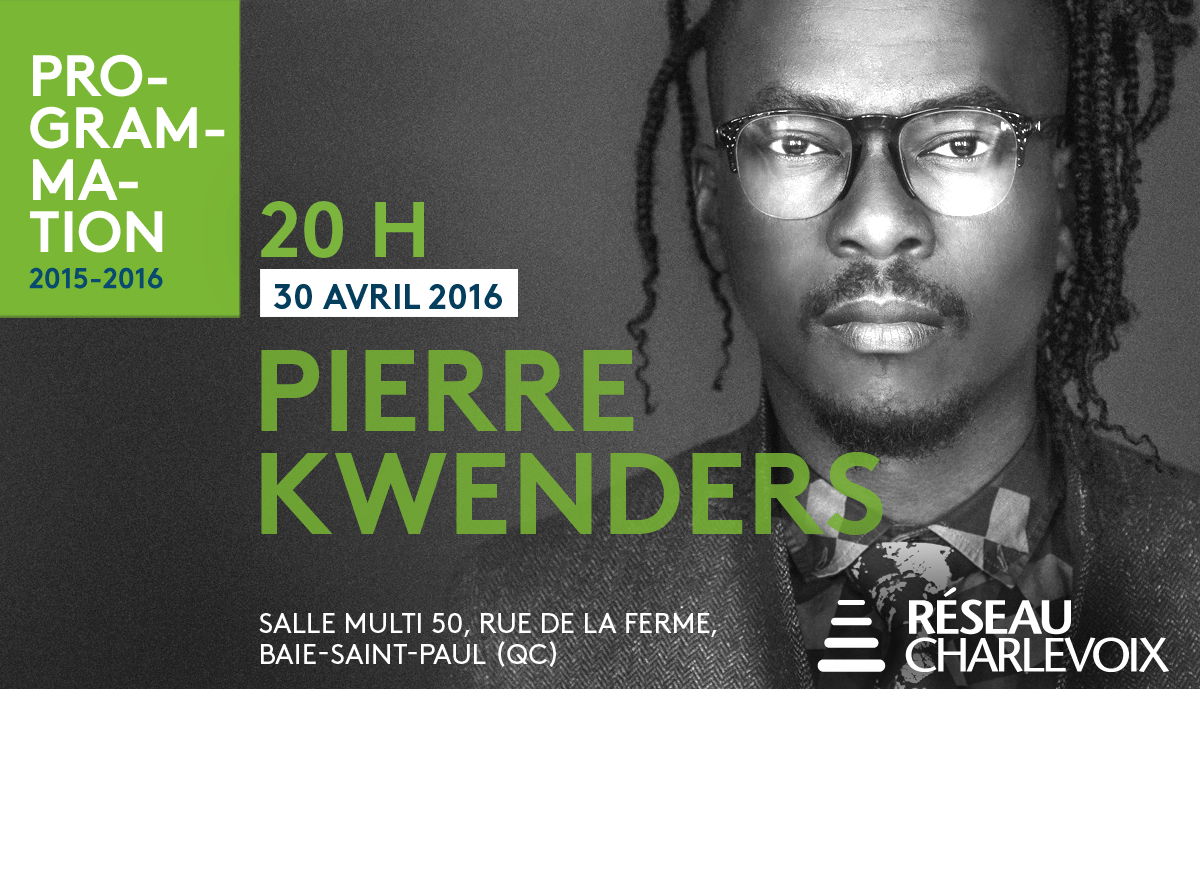 PRO-
GRAM-
MA-
TION
2015-2016
20 H
30 AVRIL 2016
PIERRE
KWENDERS
SALLE MULTI 50, RUE DE LA FERME,
BAIE-SAINT-PAUL (QC)
RÉSEAU
CHARLEVOIX